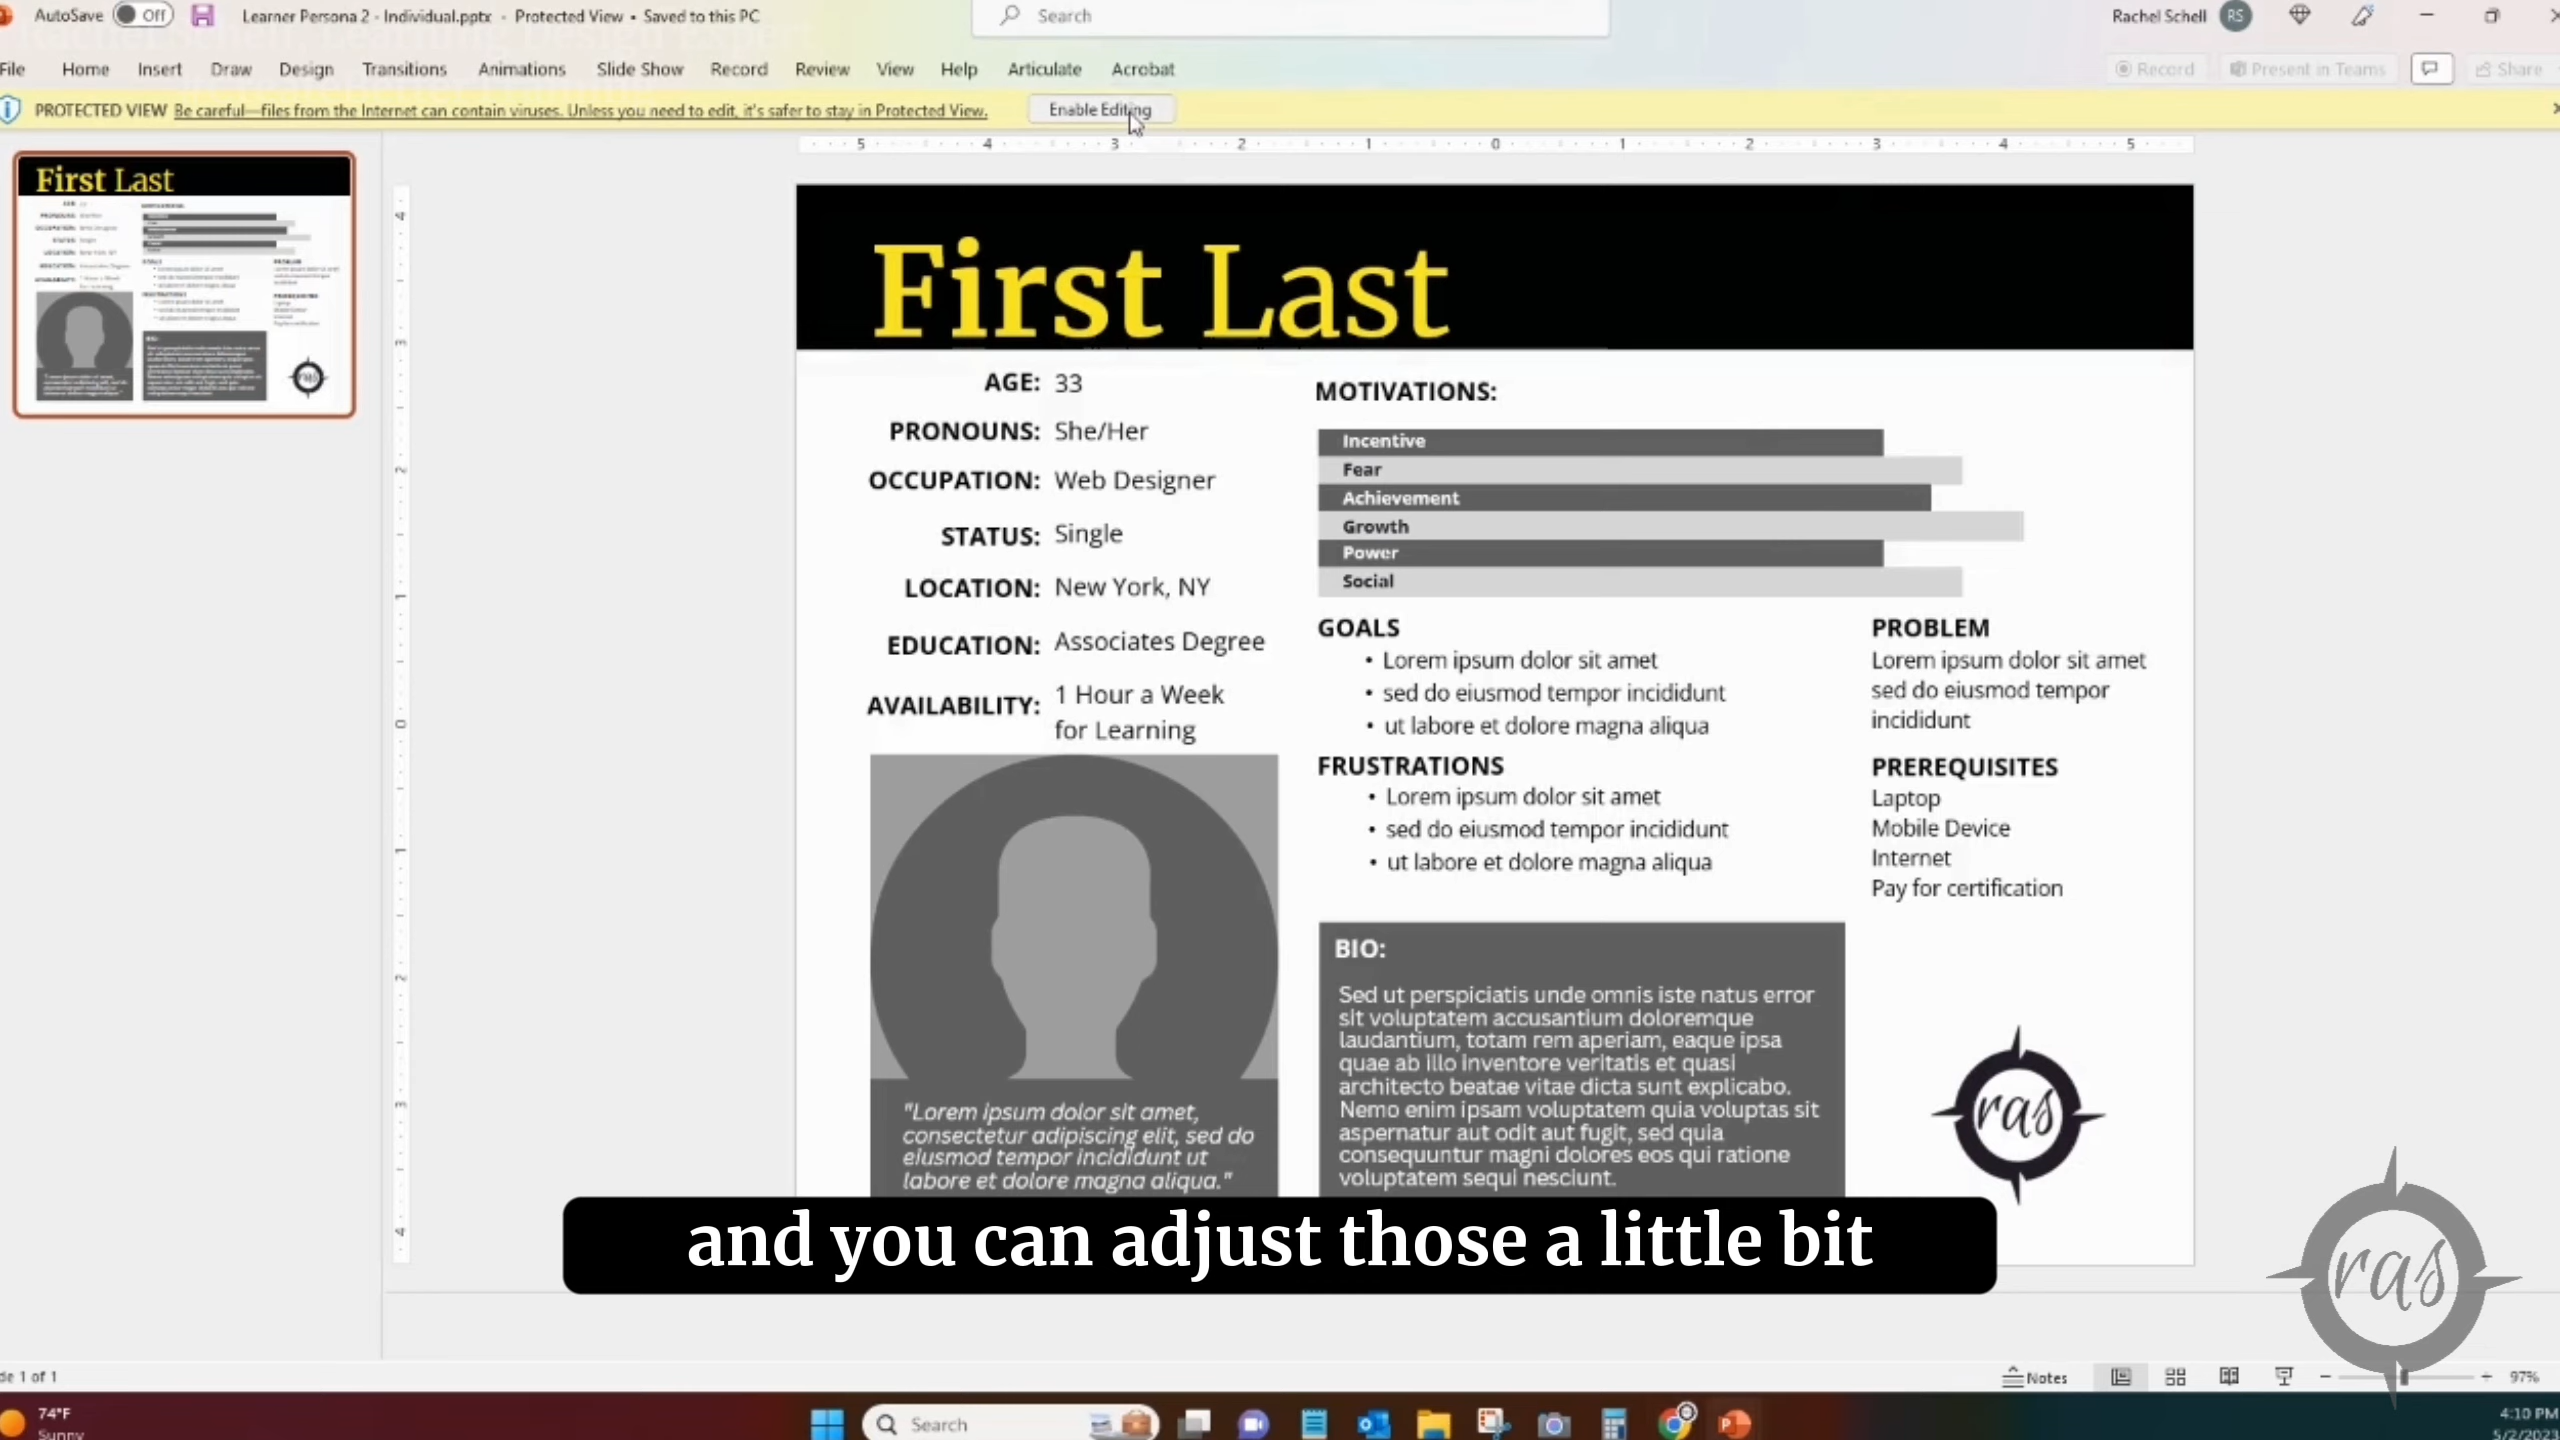 AutoSave Off Learner Persona 2 - Individual.pptx - Protected View • Saved to this PC Search Rachel Schell RS
File Home Insert Draw Design Transitions Animations Slide Show Record Review View Help Articulate Acrobat Record Present in Teams Share
PROTECTED VIEW Be careful—files from the Internet can contain viruses. Unless you need to edit, it's safer to stay in Protected View. Enable Editing
First Last
First Last
AGE: 33
PRONOUNS: She/Her
OCCUPATION: Web Designer
STATUS: Single
LOCATION: New York, NY
EDUCATION: Associates Degree
AVAILABILITY: 1 Hour a Week
for Learning
"Lorem ipsum dolor sit amet,
consectetur adipiscing elit, sed do
eiusmod tempor incididunt ut
labore et dolore magna aliqua."
MOTIVATIONS:
Incentive
Fear
Achievement
Growth
Power
Social
GOALS
• Lorem ipsum dolor sit amet
• sed do eiusmod tempor incididunt
• ut labore et dolore magna aliqua
FRUSTRATIONS
• Lorem ipsum dolor sit amet
• sed do eiusmod tempor incididunt
• ut labore et dolore magna aliqua
PROBLEM
Lorem ipsum dolor sit amet
sed do eiusmod tempor
incididunt
PREREQUISITES
Laptop
Mobile Device
Internet
Pay for certification
BIO:
Sed ut perspiciatis unde omnis iste natus error
sit voluptatem accusantium doloremque
laudantium, totam rem aperiam, eaque ipsa
quae ab illo inventore veritatis et quasi
architecto beatae vitae dicta sunt explicabo.
Nemo enim ipsam voluptatem quia voluptas sit
aspernatur aut odit aut fugit, sed quia
consequuntur magni dolores eos qui ratione
voluptatem sequi nesciunt.
ras
and you can adjust those a little bit
ras
de 1 of 1 Notes 97%
74°F
Sunny
Search
4:10 PM
5/2/2023